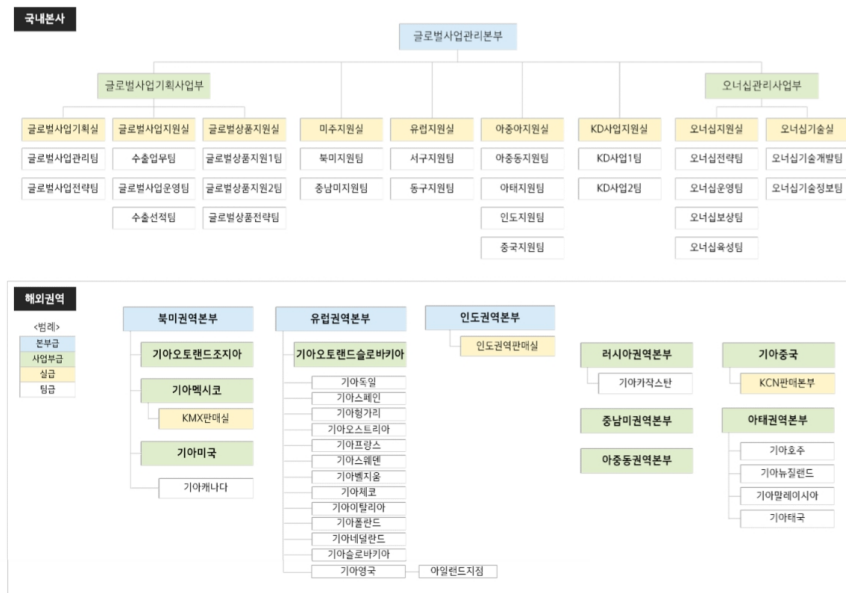 국내본사
글로벌사업관리본부
글로벌사업기획사업부
오너십관리사업부
글로벌사업기획실
글로벌사업지원실
글로벌상품지원실
미주지원실
유럽지원실
아중아지원실
KD사업지원실
오너십지원실
오너십기술실
글로벌사업관리팀
수출업무팀
글로벌상품지원1팀
북미지원팀
서구지원팀
아중동지원팀
KD사업1팀
오너십전략팀
오너십기술개발팀
글로벌사업전략팀
글로벌사업운영팀
글로벌상품지원2팀
중남미지원팀
동구지원팀
아태지원팀
KD사업2팀
오너십운영팀
오너십기술정보팀
수출선적팀
글로벌상품전략팀
인도지원팀
오너십보상팀
중국지원팀
오너십육성팀
해외권역
<범례>
본부급
사업부급
실급
팀급
북미권역본부
기아오토랜드조지아
기아멕시코
KMX판매실
기아미국
기아캐나다
유럽권역본부
기아오토랜드슬로바키아
기아독일
기아스페인
기아헝가리
기아오스트리아
기아프랑스
기아스웨덴
기아벨지움
기아체코
기아이탈리아
기아폴란드
기아네덜란드
기아슬로바키아
기아영국
아일랜드지점
인도권역본부
인도권역판매실
러시아권역본부
기아카작스탄
중남미권역본부
아중동권역본부
기아중국
KCN판매본부
아태권역본부
기아호주
기아뉴질랜드
기아말레이시아
기아태국